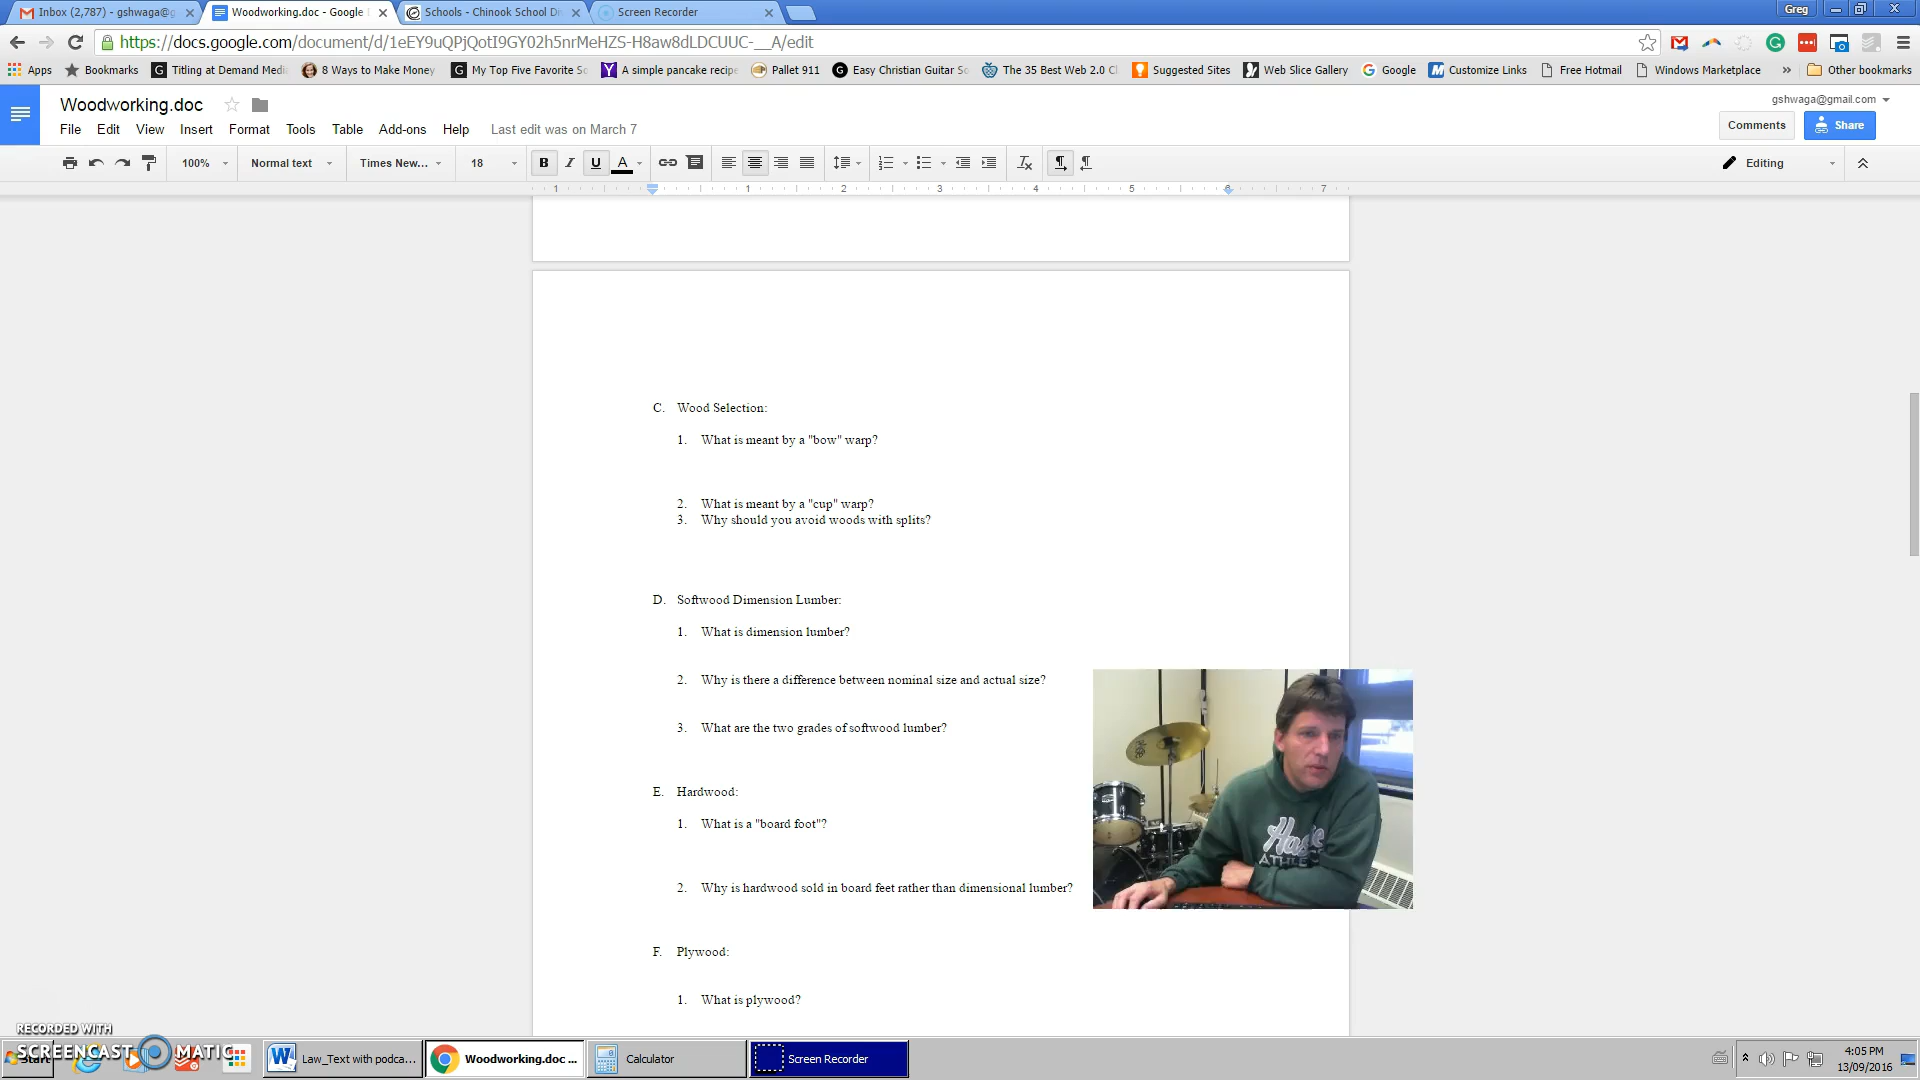 Inbox (2,787) - gshwaga@g
Woodworking.doc - Google
Schools - Chinook School Di
Screen Recorder
Greg
https://docs.google.com/document/d/1eEY9uQPjQotI9GY02h5nrMeHZS-H8aw8dLDCUUC-__A/edit
Apps
Bookmarks
Titling at Demand Medi
8 Ways to Make Money
My Top Five Favorite Sc
A simple pancake recipe
Pallet 911
Easy Christian Guitar So
The 35 Best Web 2.0 Cl
Suggested Sites
Web Slice Gallery
Google
Customize Links
Free Hotmail
Windows Marketplace
»
Other bookmarks
Woodworking.doc
gshwaga@gmail.com
File Edit View Insert Format Tools Table Add-ons Help Last edit was on March 7
Comments
Share
100% Normal text Times New... 18 B I U A Editing
1 1 2 3 4 5 6 7
C. Wood Selection:
1. What is meant by a "bow" warp?
2. What is meant by a "cup" warp?
3. Why should you avoid woods with splits?
D. Softwood Dimension Lumber:
1. What is dimension lumber?
2. Why is there a difference between nominal size and actual size?
3. What are the two grades of softwood lumber?
E. Hardwood:
1. What is a "board foot"?
2. Why is hardwood sold in board feet rather than dimensional lumber?
F. Plywood:
1. What is plywood?
ATHLE
RECORDED WITH
SCREENCAST MATIC
Start
Law_Text with podca...
Woodworking.doc ...
Calculator
Screen Recorder
4:05 PM
13/09/2016